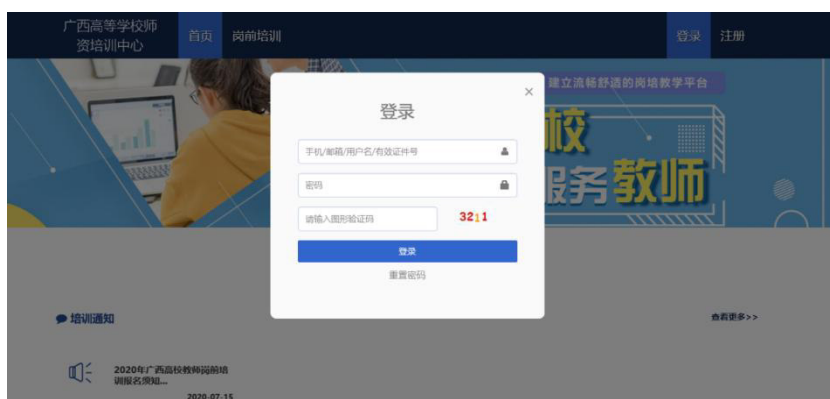 广西高等学校师
资培训中心
首页
岗前培训
登录
注册
建立流畅舒适的岗培教学平台
校
服务教师
×
登录
手机/邮箱/用户名/有效证件号
密码
请输入图形验证码
3211
登录
重置密码
培训通知
查看更多>>
2020年广西高校教师岗前培
训报名须知...
2020-07-15